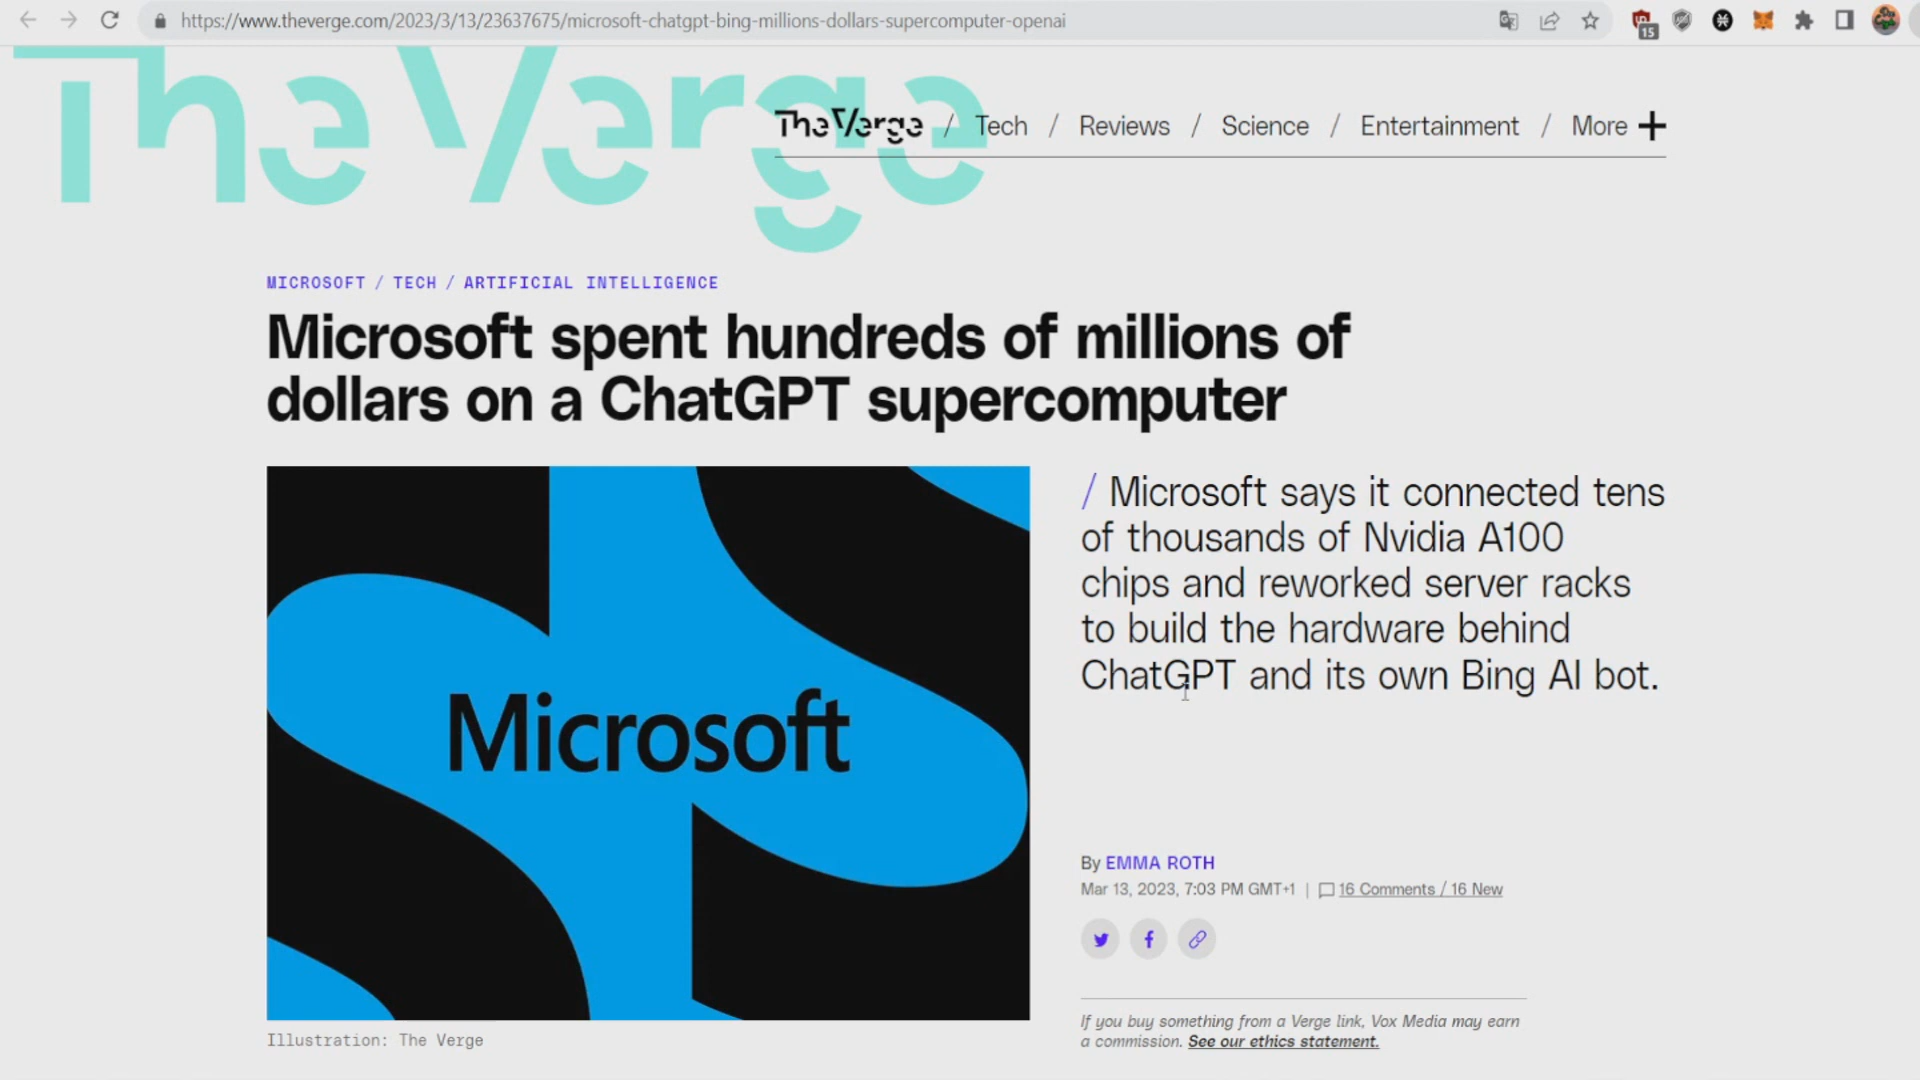 https://www.theverge.com/2023/3/13/23637675/microsoft-chatgpt-bing-millions-dollars-supercomputer-openai
15
The Verge
The Verge / Tech / Reviews / Science / Entertainment / More +
MICROSOFT / TECH / ARTIFICIAL INTELLIGENCE
Microsoft spent hundreds of millions of
dollars on a ChatGPT supercomputer
Microsoft
/ Microsoft says it connected tens
of thousands of Nvidia A100
chips and reworked server racks
to build the hardware behind
ChatGPT and its own Bing AI bot.
By EMMA ROTH
Mar 13, 2023, 7:03 PM GMT+1 | 16 Comments / 16 New
If you buy something from a Verge link, Vox Media may earn
a commission. See our ethics statement.
Illustration: The Verge